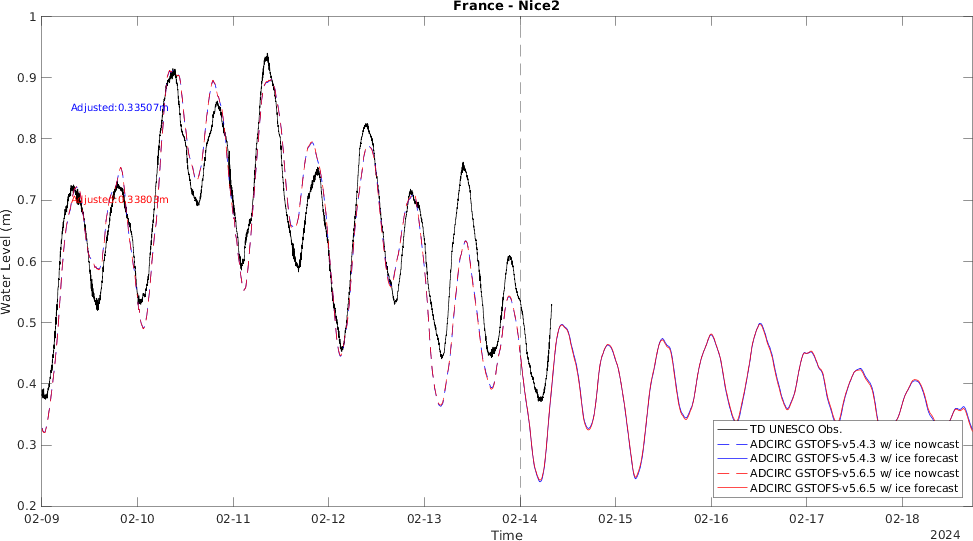 France - Nice2
1
0.9
0.8
0.7
0.6
0.5
0.4
0.3
0.2
Water Level (m)
Adjusted:0.33507m
Adjusted:0.33803m
TD UNESCO Obs.
ADCIRC GSTOFS-v5.4.3 w/ ice nowcast
ADCIRC GSTOFS-v5.4.3 w/ ice forecast
ADCIRC GSTOFS-v5.6.5 w/ ice nowcast
ADCIRC GSTOFS-v5.6.5 w/ ice forecast
02-09 02-10 02-11 02-12 02-13 02-14 02-15 02-16 02-17 02-18
Time
2024